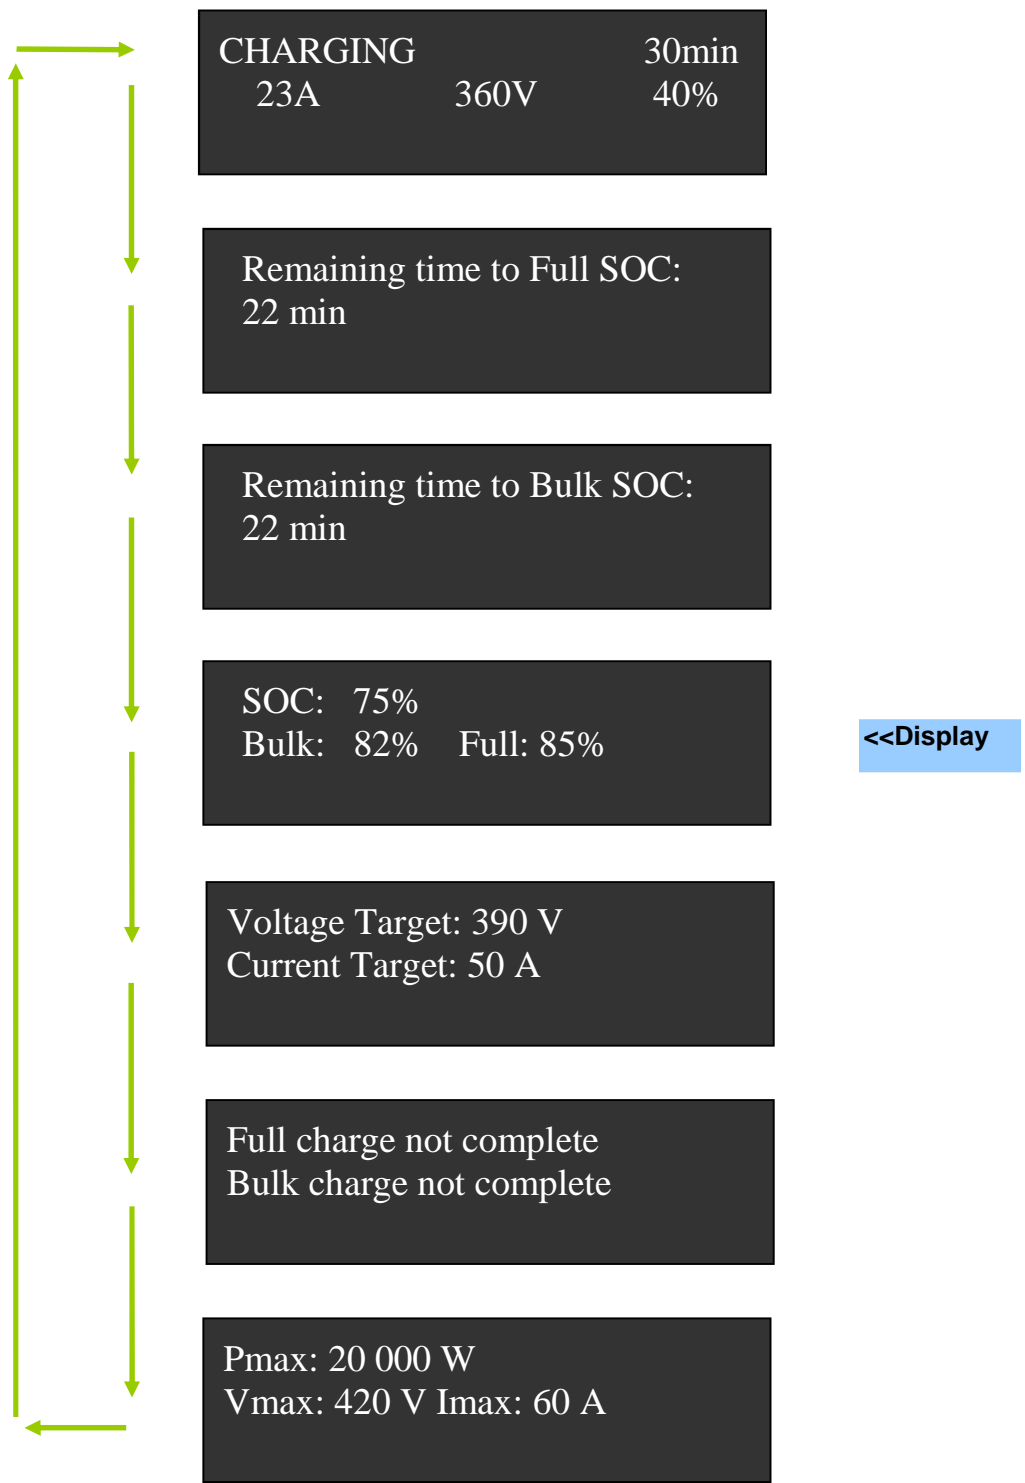 CHARGING 30min
23A 360V 40%
Remaining time to Full SOC:
22 min
Remaining time to Bulk SOC:
22 min
SOC: 75%
Bulk: 82% Full: 85%
<<Display
Voltage Target: 390 V
Current Target: 50 A
Full charge not complete
Bulk charge not complete
Pmax: 20 000 W
Vmax: 420 V Imax: 60 A